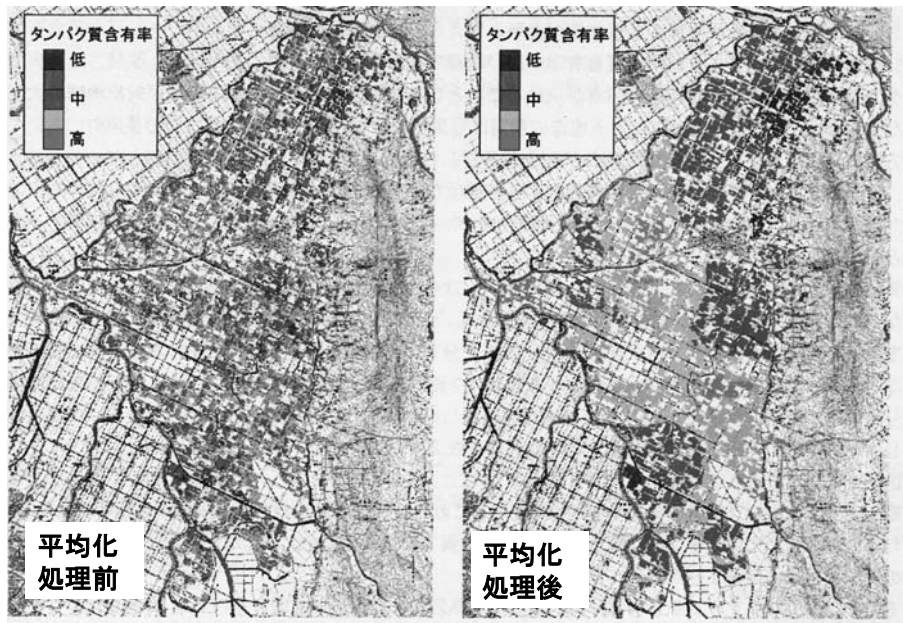 タンパク質含有率
低
中
高
平均化
処理前
タンパク質含有率
低
中
高
平均化
処理後